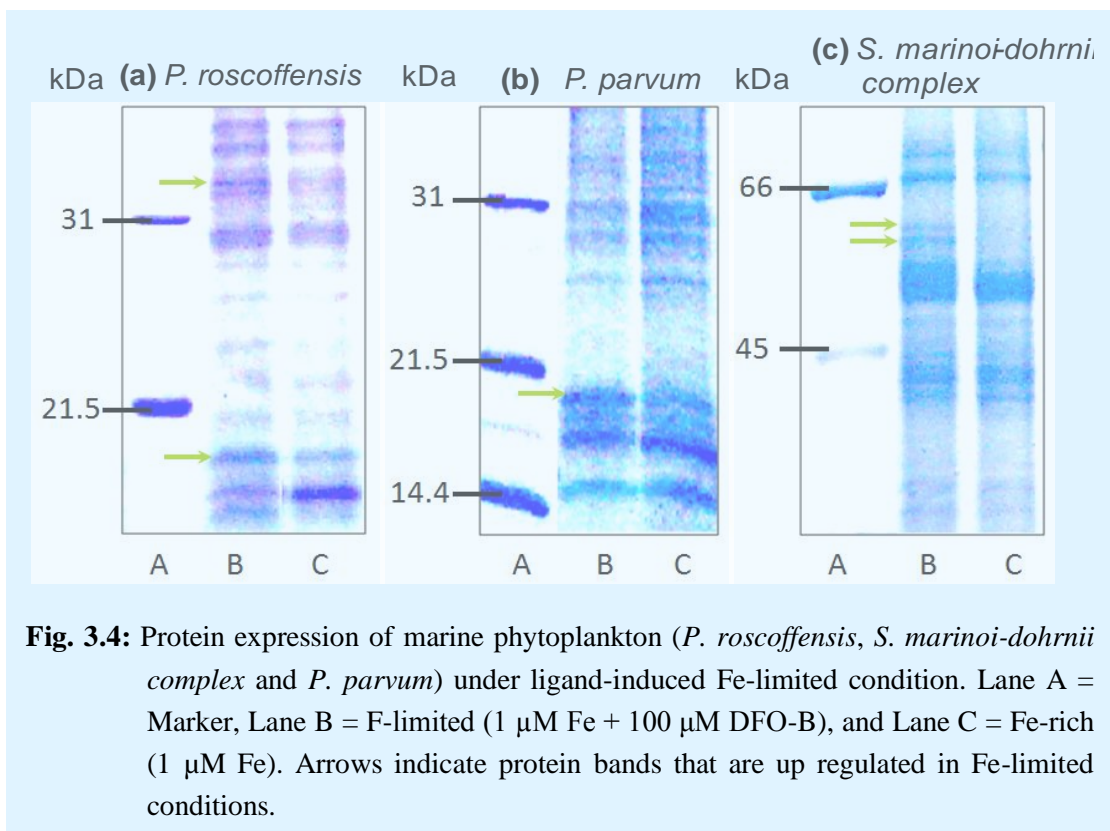 kDa (a) P. roscoffensis
kDa (b) P. parvum
kDa (c) S. marinoi-dohrnii
complex
31
21.5
A B C
31
21.5
14.4
A B C
66
45
A B C
Fig. 3.4: Protein expression of marine phytoplankton (P. roscoffensis, S. marinoi-dohrnii
complex and P. parvum) under ligand-induced Fe-limited condition. Lane A =
Marker, Lane B = F-limited (1 μM Fe + 100 μM DFO-B), and Lane C = Fe-rich
(1 μM Fe). Arrows indicate protein bands that are up regulated in Fe-limited
conditions.